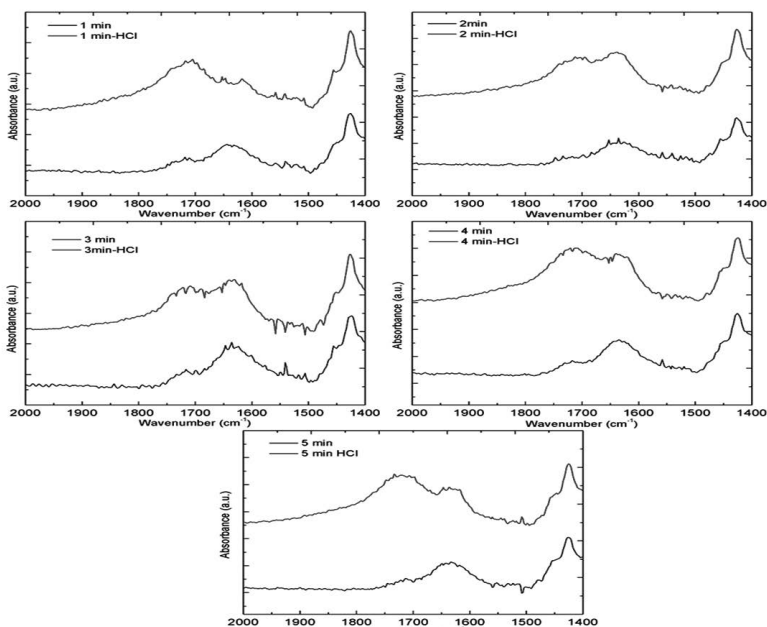 1 min
1 min-HCl
Absorbance (a.u.)
2000 1900 1800 1700 1600 1500 1400
Wavenumber (cm⁻¹)
2min
2 min-HCl
Absorbance (a.u.)
2000 1900 1800 1700 1600 1500 1400
Wavenumber (cm⁻¹)
3 min
3min-HCl
Absorbance (a.u.)
2000 1900 1800 1700 1600 1500 1400
Wavenumber (cm⁻¹)
4 min
4 min-HCl
Absorbance (a.u.)
2000 1900 1800 1700 1600 1500 1400
Wavenumber (cm⁻¹)
5 min
5 min HCl
Absorbance (a.u.)
2000 1900 1800 1700 1600 1500 1400